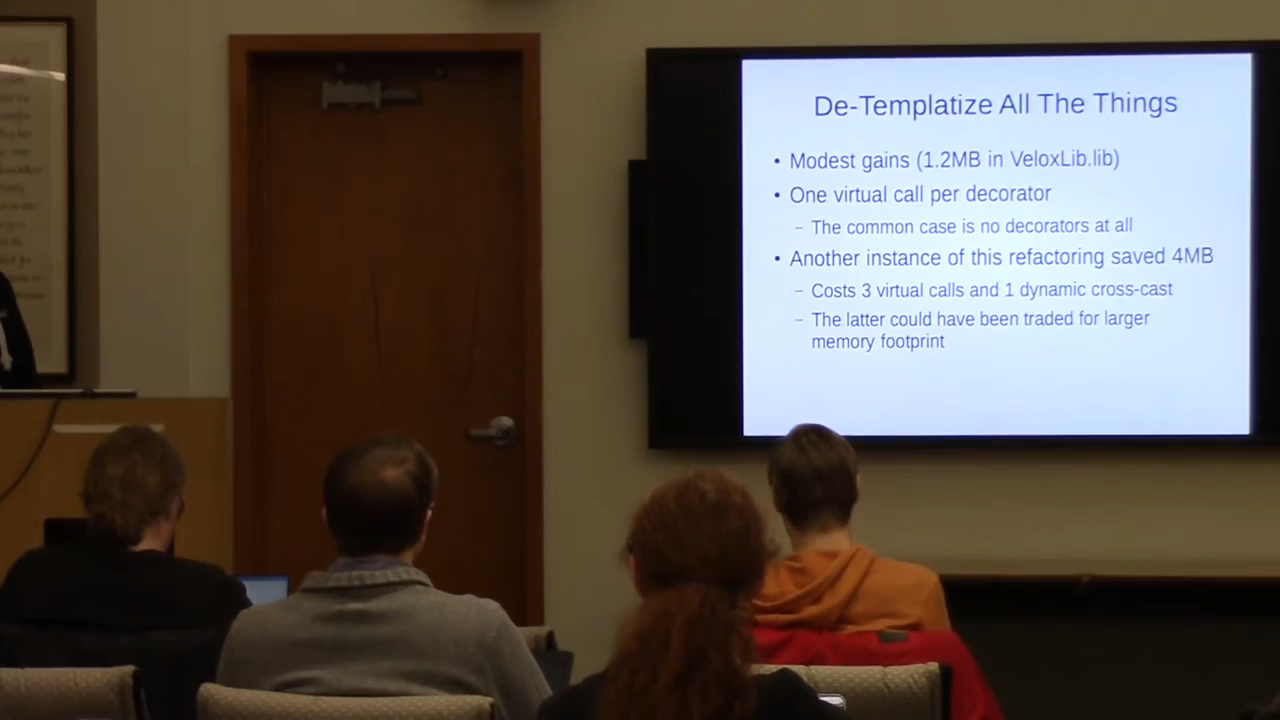 De-Templatize All The Things
• Modest gains (1.2MB in VeloxLib.lib)
• One virtual call per decorator
– The common case is no decorators at all
• Another instance of this refactoring saved 4MB
– Costs 3 virtual calls and 1 dynamic cross-cast
– The latter could have been traded for larger
memory footprint